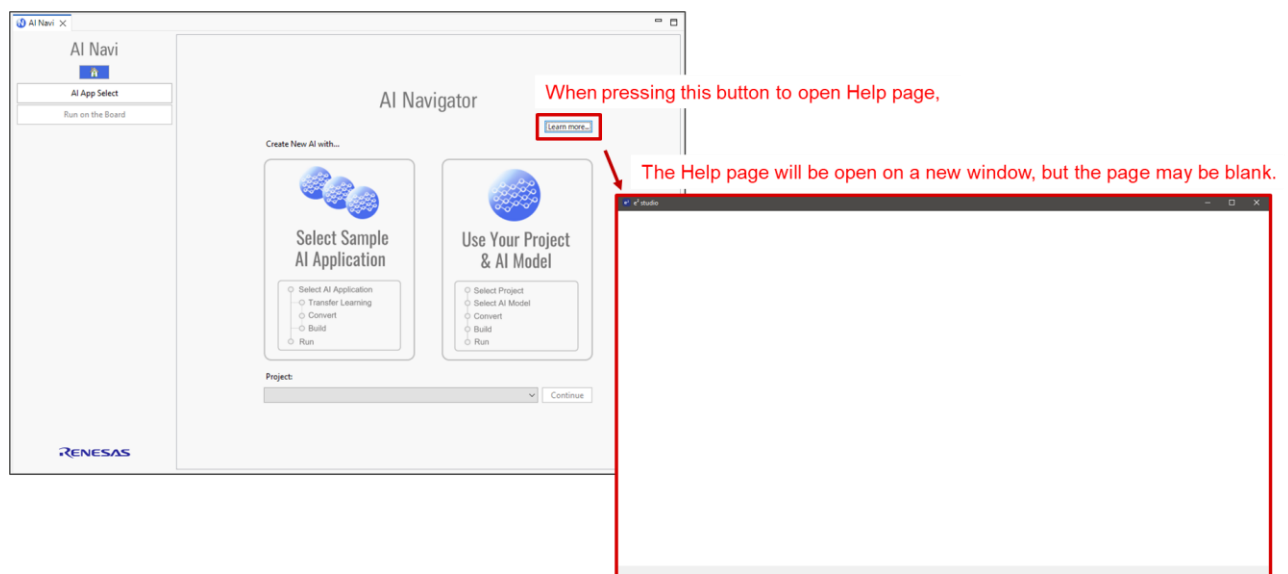 AI Navi
AI Navi
AI App Select
Run on the Board
RENESAS
AI Navigator
Learn more...
Create New AI with...
Select Sample
AI Application
Select AI Application
Transfer Learning
Convert
Build
Run
Use Your Project
& AI Model
Select Project
Select AI Model
Convert
Build
Run
Project:
Continue
When pressing this button to open Help page,
The Help page will be open on a new window, but the page may be blank.
e² studio